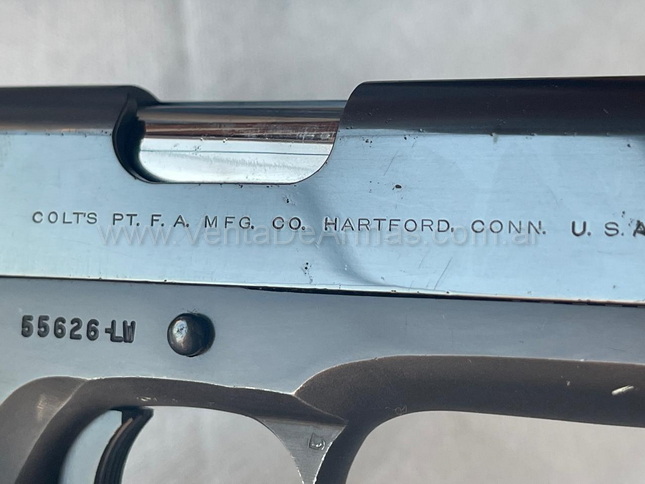 COLT'S PT. F. A. MFG. CO. HARTFORD, CONN. U. S. A
www.VentaDeArmas.com.ar
55626-LW